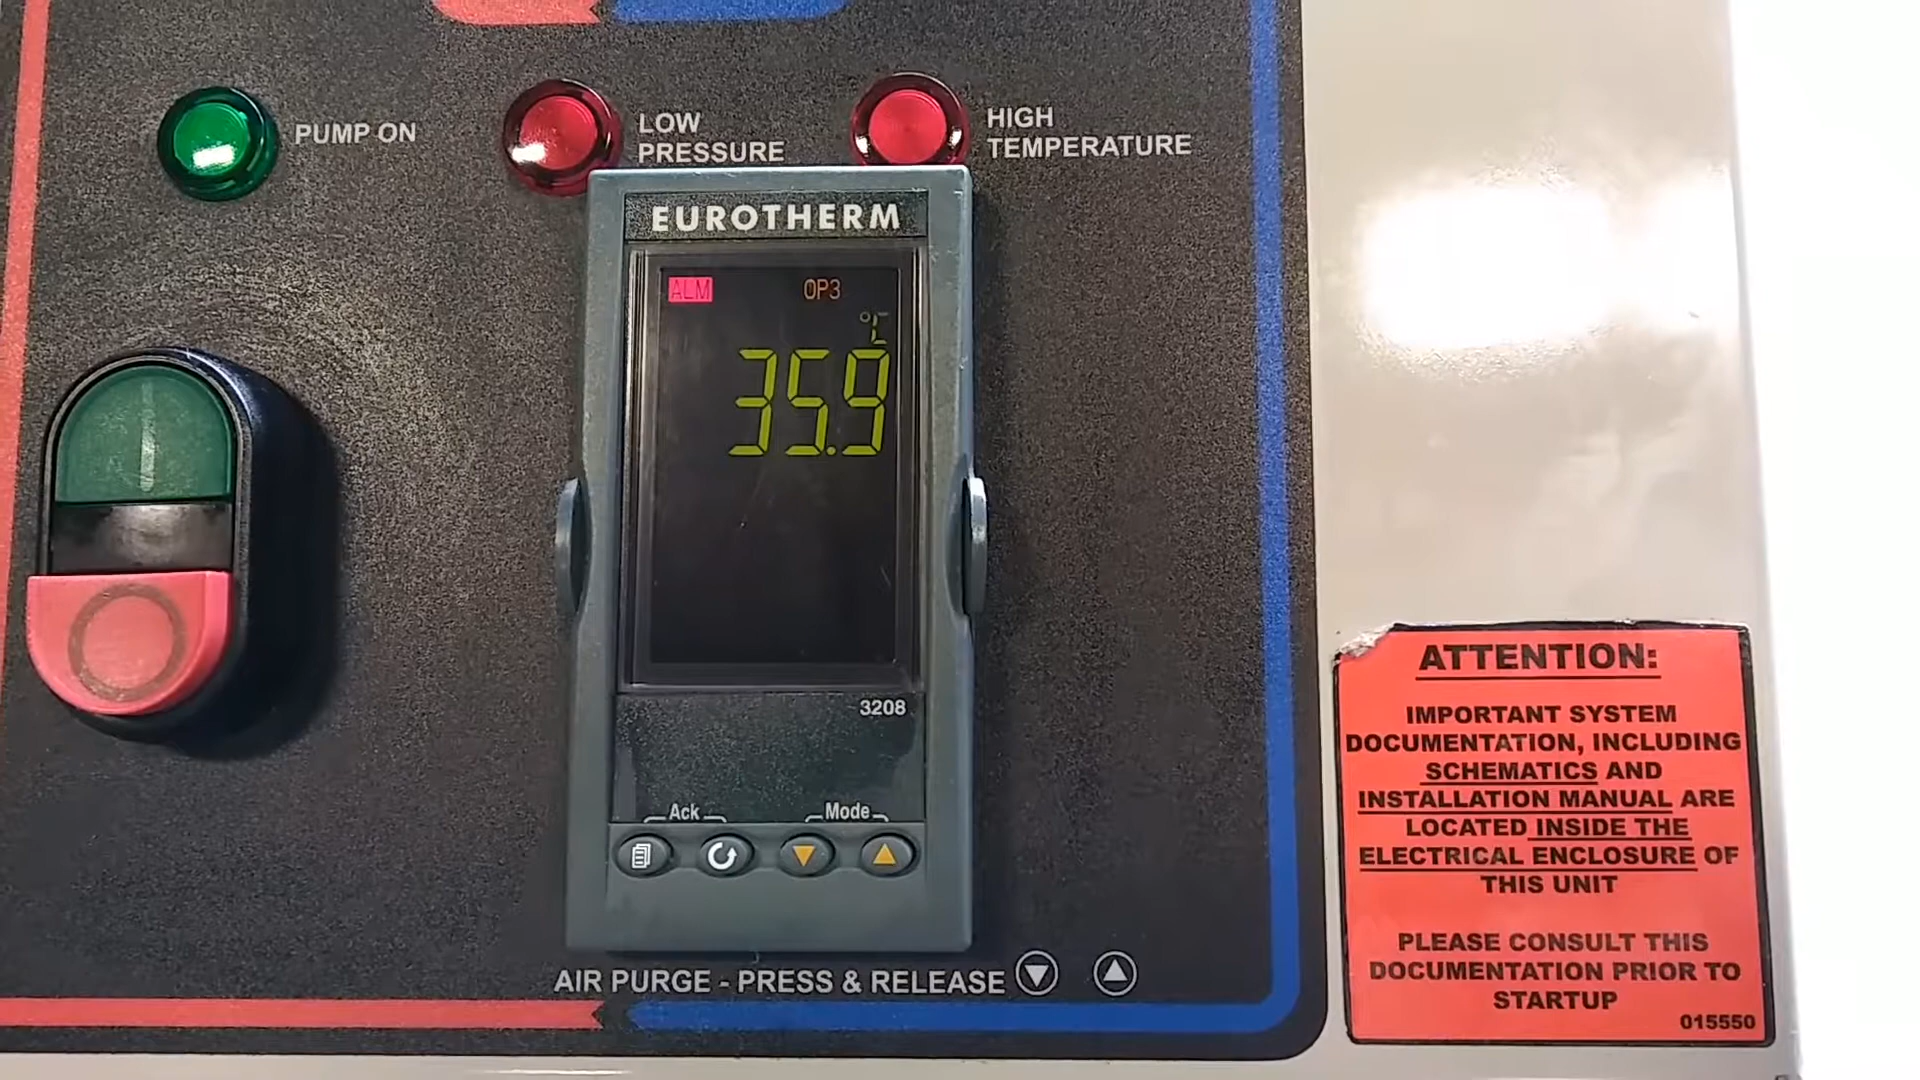 PUMP ON
LOW
PRESSURE
HIGH
TEMPERATURE
EUROTHERM
ALM
OP3
°C
35.9
3208
Ack
Mode
AIR PURGE - PRESS & RELEASE
ATTENTION:
IMPORTANT SYSTEM
DOCUMENTATION, INCLUDING
SCHEMATICS AND
INSTALLATION MANUAL ARE
LOCATED INSIDE THE
ELECTRICAL ENCLOSURE OF
THIS UNIT
PLEASE CONSULT THIS
DOCUMENTATION PRIOR TO
STARTUP
015550